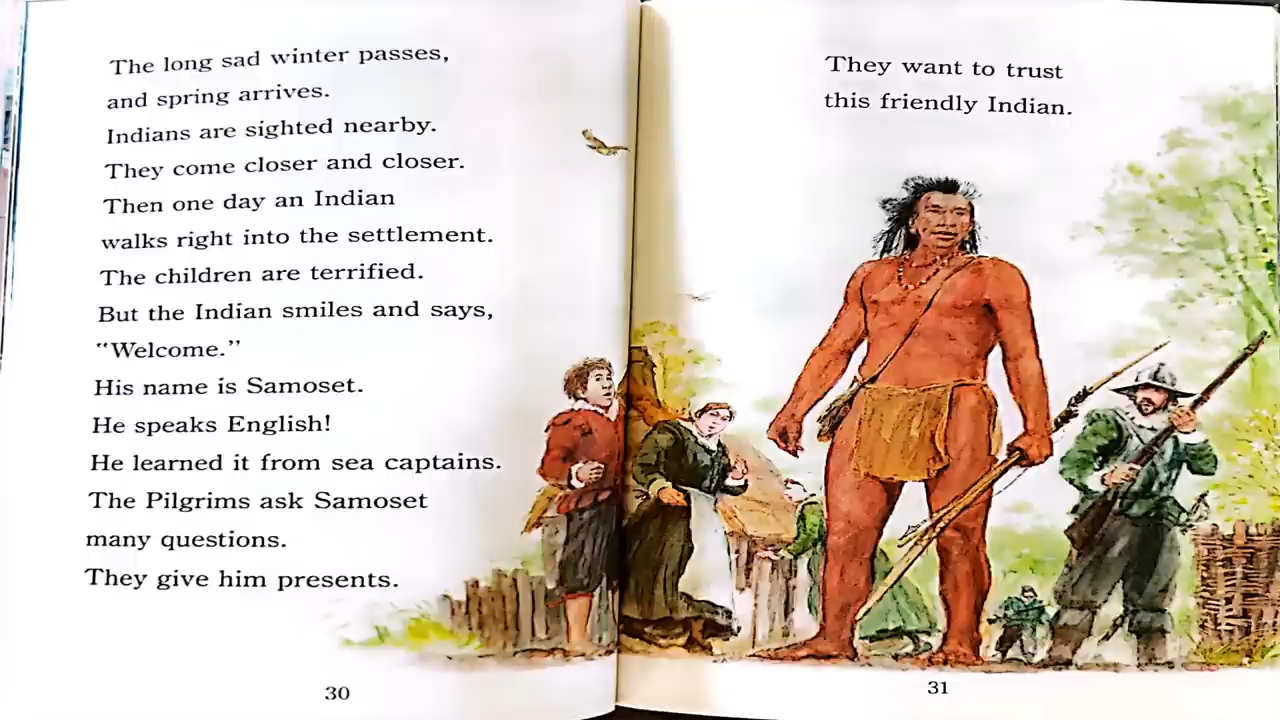 The long sad winter passes,
and spring arrives.
Indians are sighted nearby.
They come closer and closer.
Then one day an Indian
walks right into the settlement.
The children are terrified.
But the Indian smiles and says,
“Welcome.”
His name is Samoset.
He speaks English!
He learned it from sea captains.
The Pilgrims ask Samoset
many questions.
They give him presents.
30
They want to trust
this friendly Indian.
31